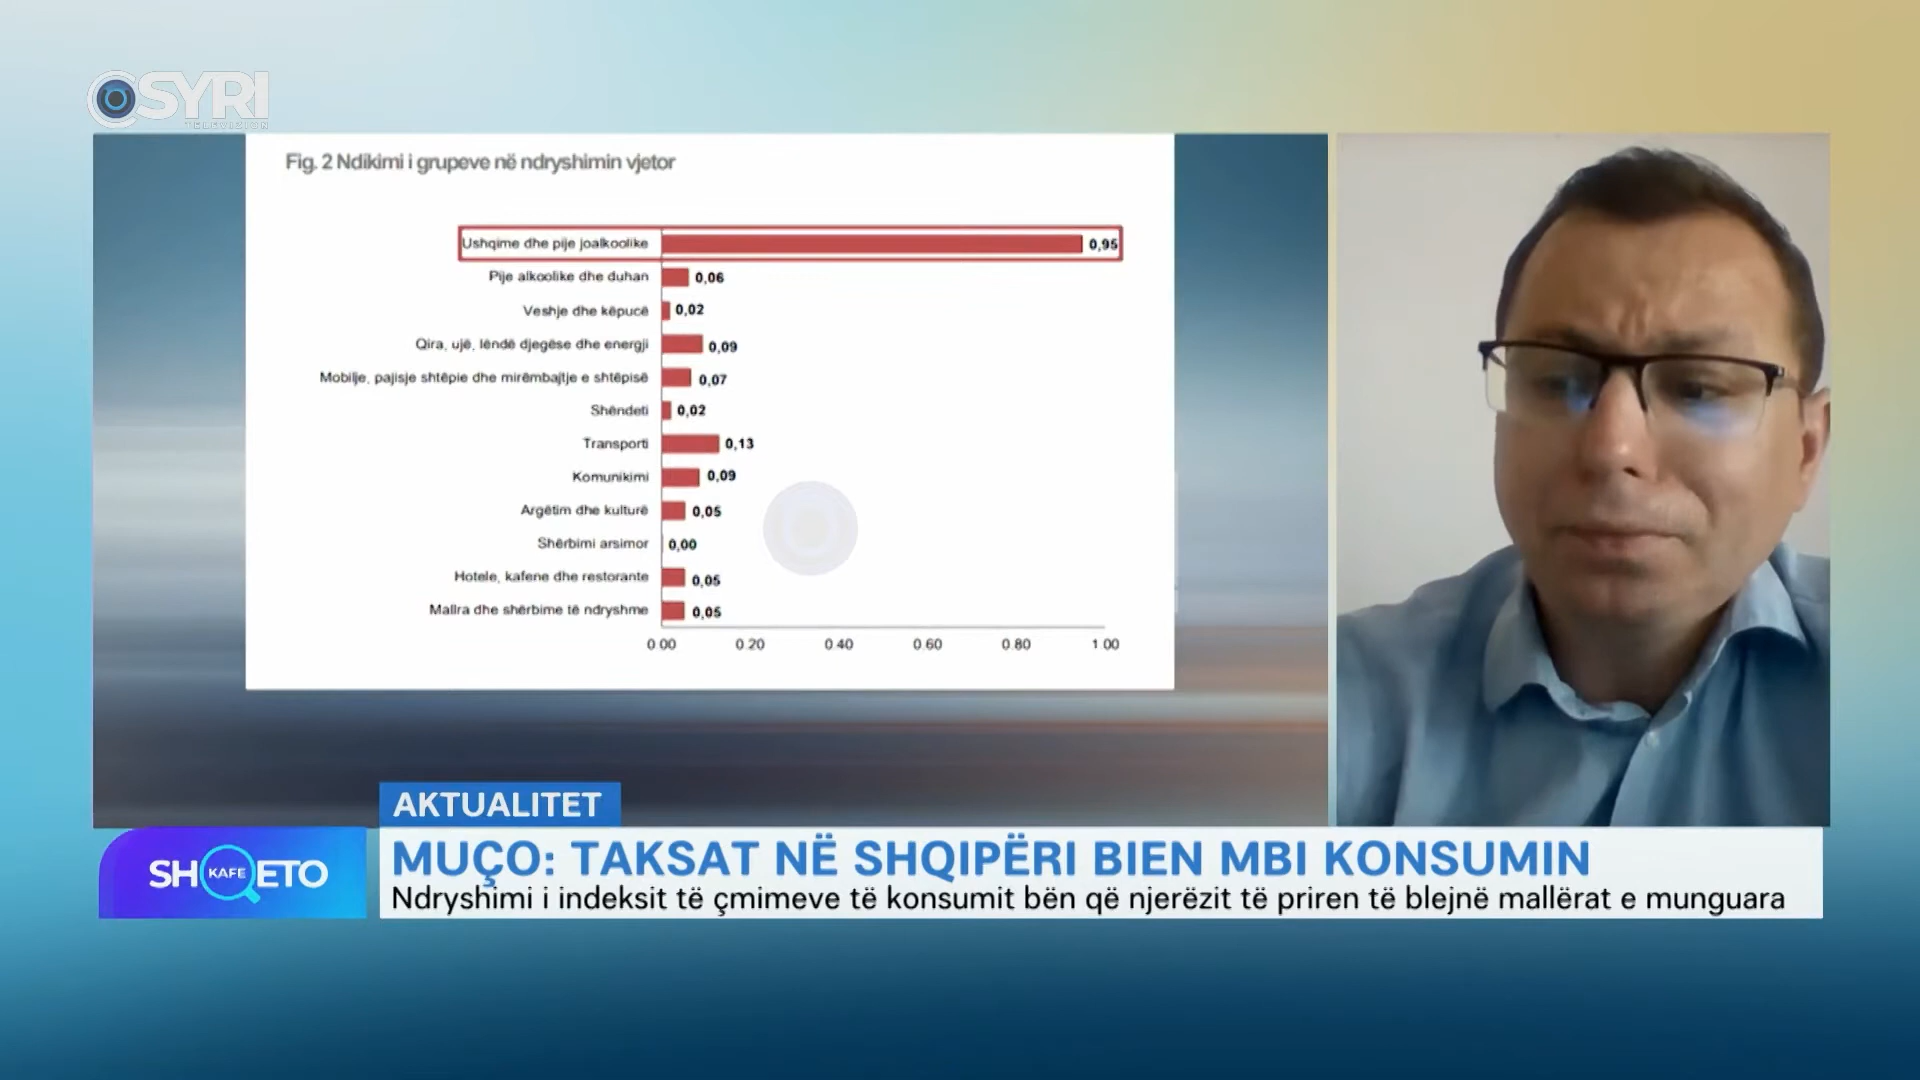 SYRI
TELEVIZION
Fig. 2 Ndikimi i grupeve në ndryshimin vjetor
Ushqime dhe pije joalkoolike 0,95
Pije alkoolike dhe duhan 0,06
Veshje dhe këpucë 0,02
Qira, ujë, lëndë djegëse dhe energji 0,09
Mobilje, pajisje shtëpie dhe mirëmbajtje e shtëpisë 0,07
Shëndeti 0,02
Transporti 0,13
Komunikimi 0,09
Argëtim dhe kulturë 0,05
Shërbimi arsimor 0,00
Hotele, kafene dhe restorante 0,05
Mallra dhe shërbime të ndryshme 0,05
0 00 0 20 0 40 0 60 0 80 1 00
AKTUALITET
SHQETO
KAFE
MUÇO: TAKSAT NË SHQIPËRI BIEN MBI KONSUMIN
Ndryshimi i indeksit të çmimeve të konsumit bën që njerëzit të priren të blejnë mallërat e munguara